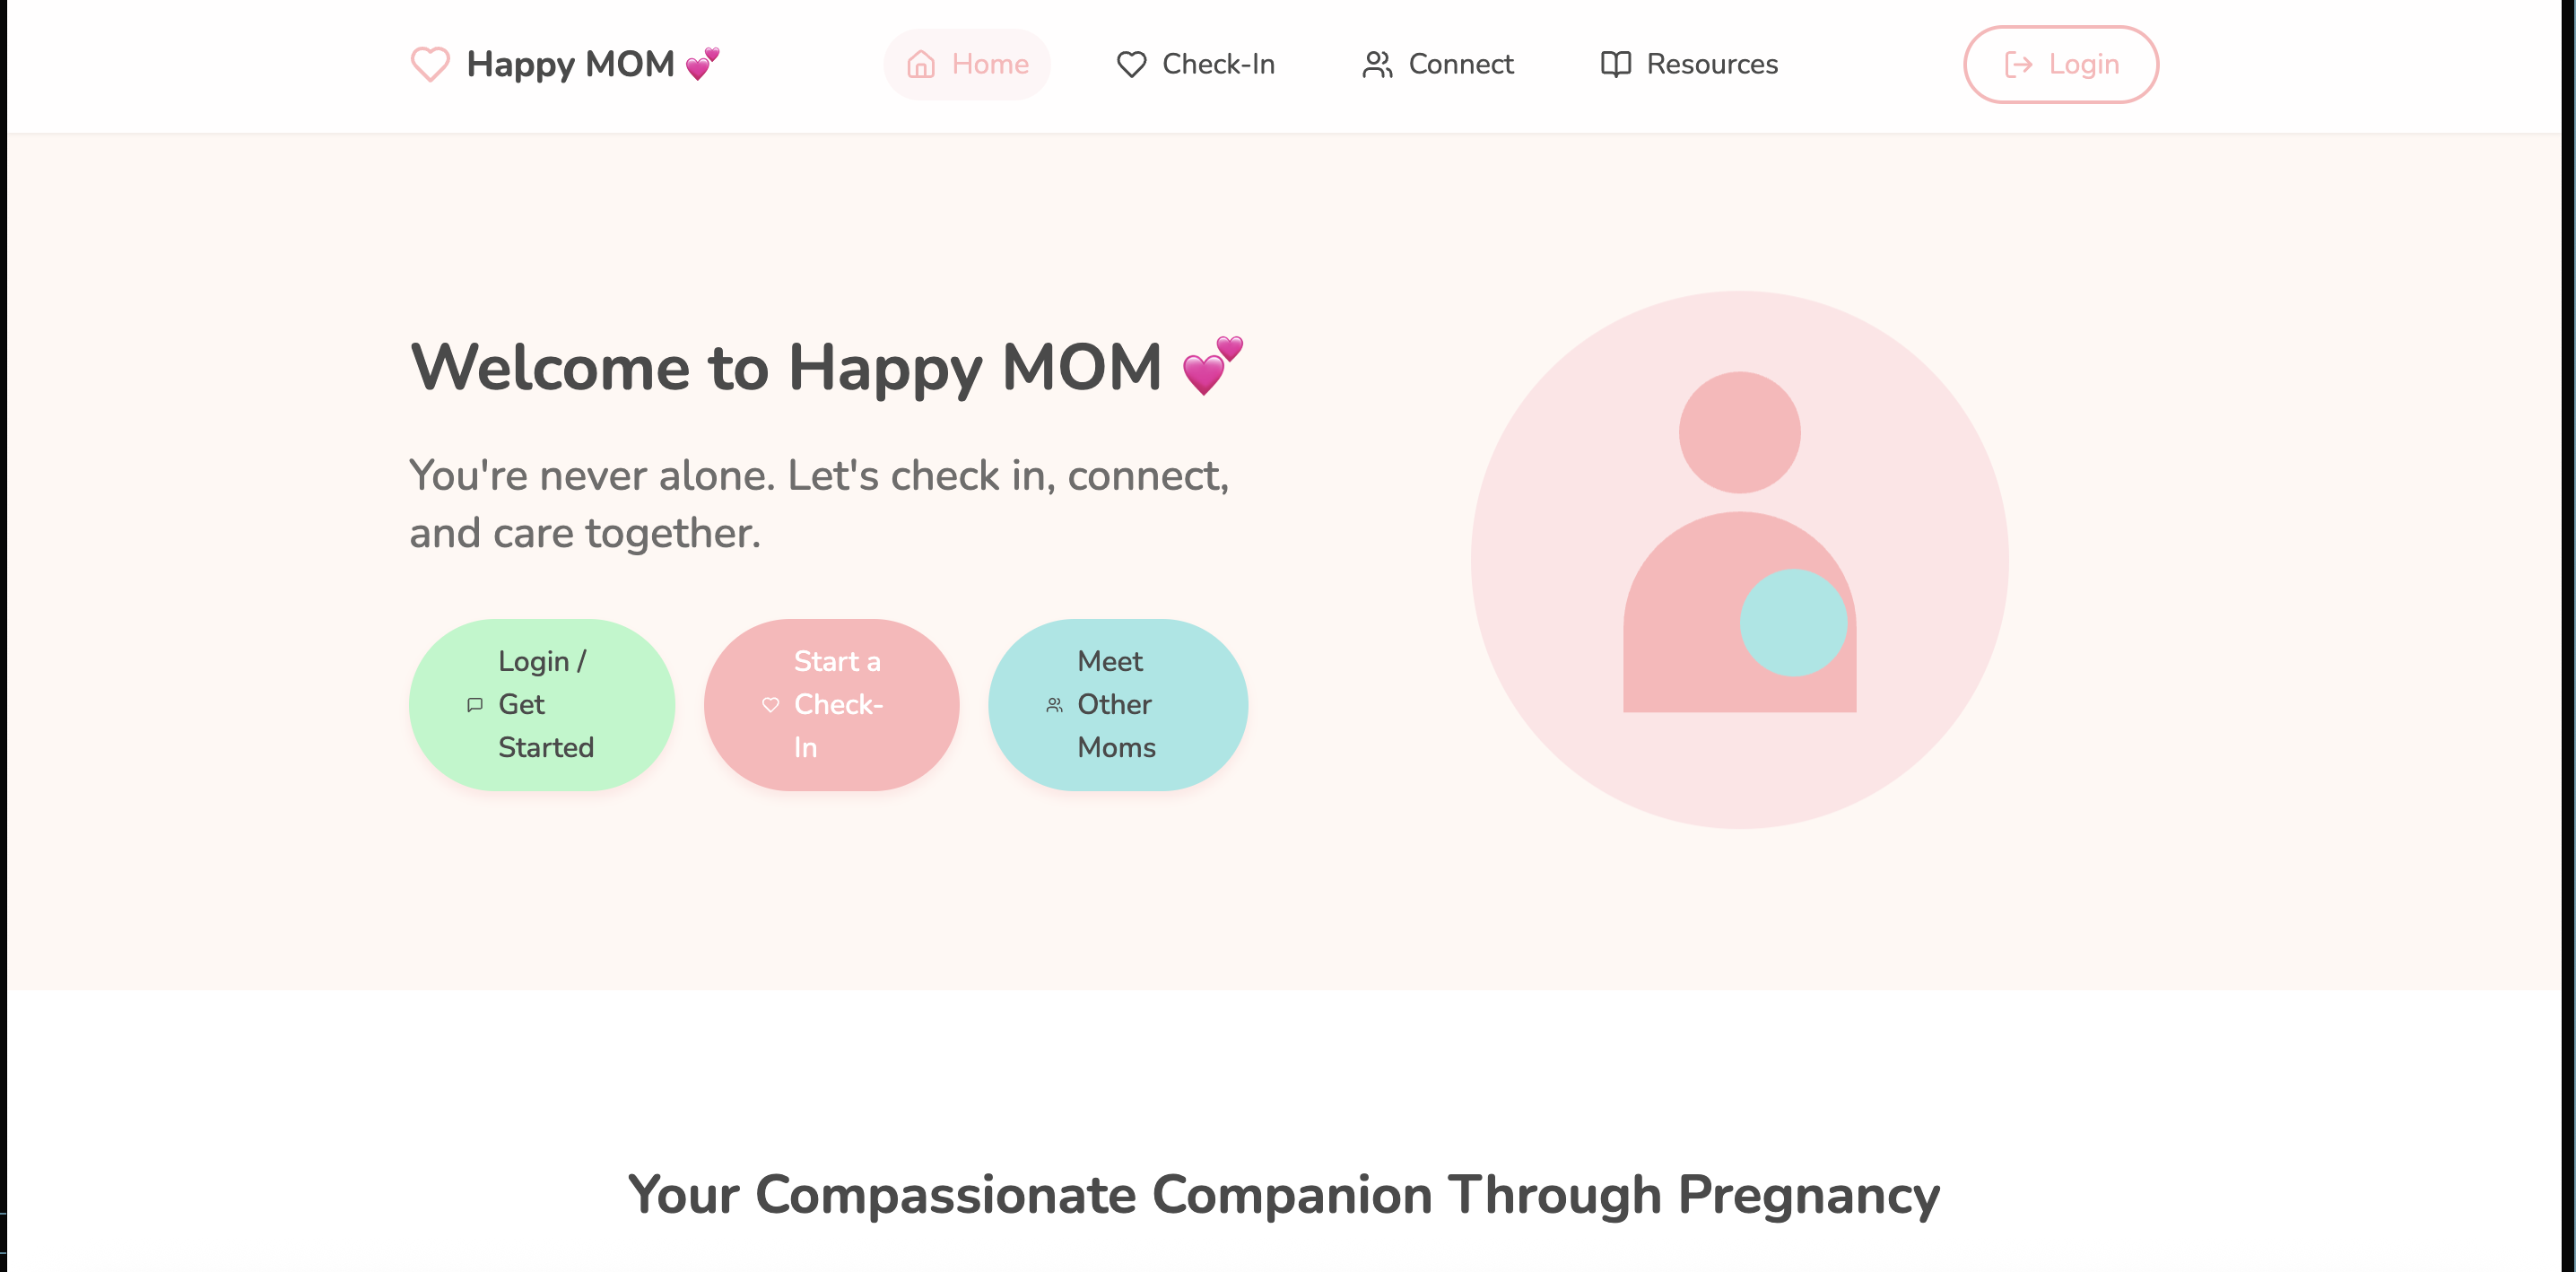 Happy MOM 💕
Home
Check-In
Connect
Resources
Login
Welcome to Happy MOM 💕
You're never alone. Let's check in, connect,
and care together.
Login /
Get
Started
Start a
Check-
In
Meet
Other
Moms
Your Compassionate Companion Through Pregnancy